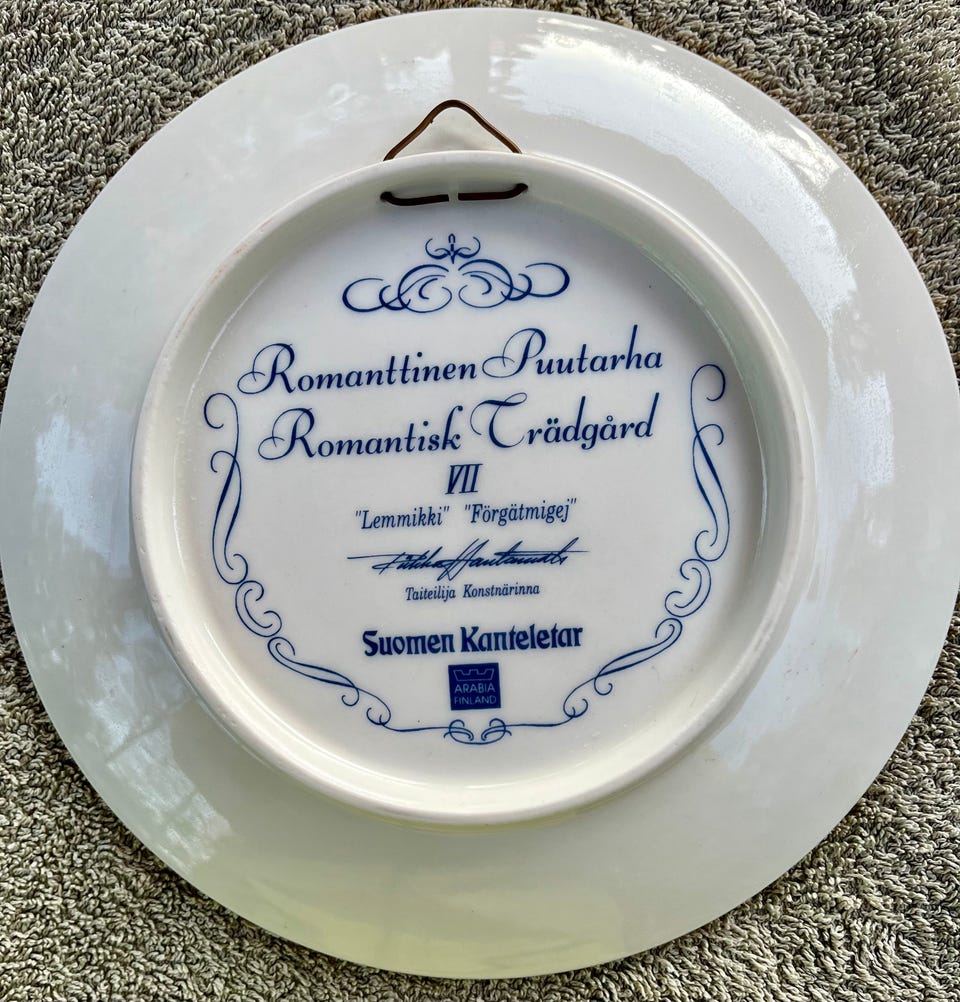 Romanttinen Puutarha
Romantisk Trädgård
VII
"Lemmikki" "Förgätmigej"
Taiteilija Konstnärinna
Suomen Kanteletar
ARABIA
FINLAND